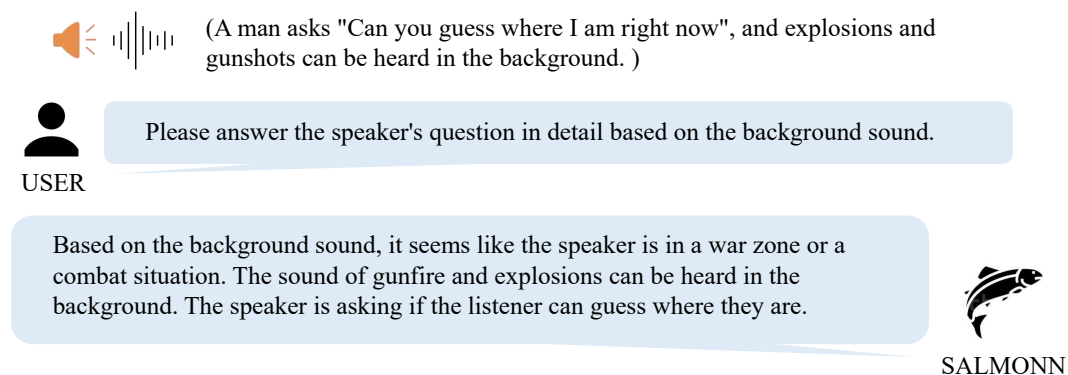 (A man asks "Can you guess where I am right now", and explosions and
gunshots can be heard in the background. )
Please answer the speaker's question in detail based on the background sound.
USER
Based on the background sound, it seems like the speaker is in a war zone or a
combat situation. The sound of gunfire and explosions can be heard in the
background. The speaker is asking if the listener can guess where they are.
SALMONN